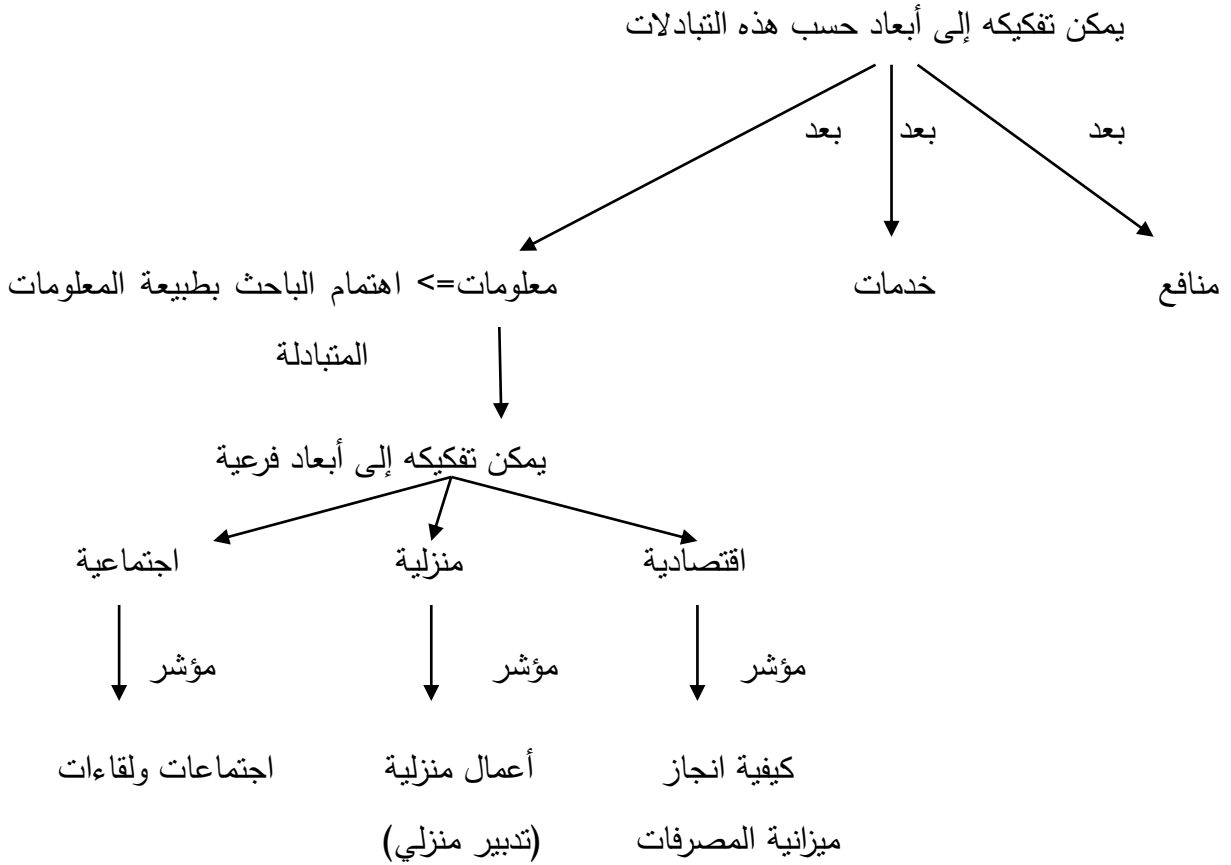 يمكن تفكيكه إلى أبعاد حسب هذه التبادلات
بعد بعد بعد
منافع خدمات معلومات=> اهتمام الباحث بطبيعة المعلومات
المتبادلة
يمكن تفكيكه إلى أبعاد فرعية
اقتصادية منزلية اجتماعية
مؤشر مؤشر مؤشر
كيفية انجاز أعمال منزلية اجتماعات ولقاءات
ميزانية المصرفات (تدبير منزلي)